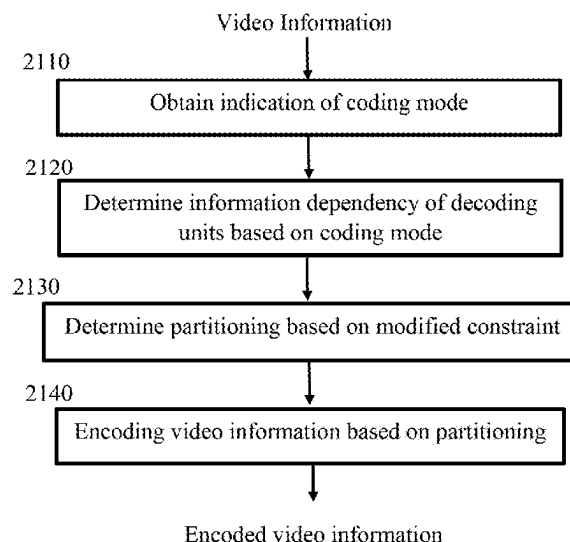 Video Information
2110
Obtain indication of coding mode
2120
Determine information dependency of decoding
units based on coding mode
2130
Determine partitioning based on modified constraint
2140
Encoding video information based on partitioning
Encoded video information